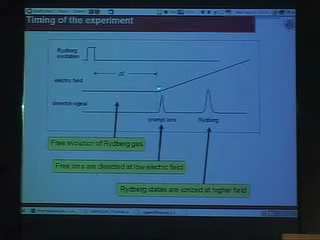 Timing of the experiment
Rydberg
excitation
Δt
electric field
detector signal
prompt ions
Rydberg
Free evolution of Rydberg gas
Free ions are detected at low electric field
Rydberg states are ionized at higher field